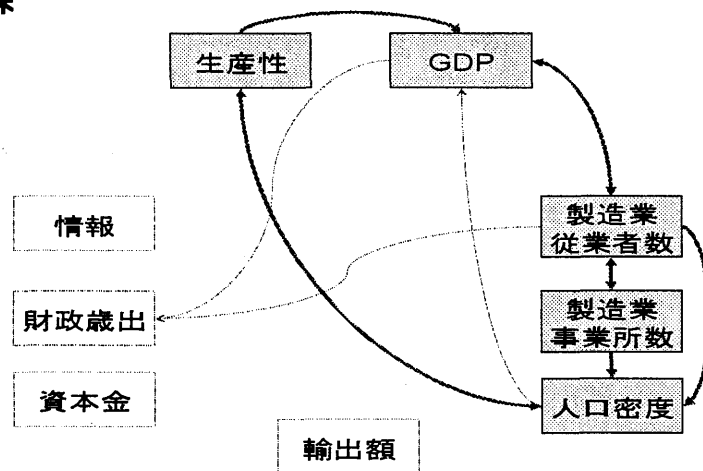 生産性
GDP
情報
製造業
従業者数
財政歳出
製造業
事業所数
資本金
人口密度
輸出額